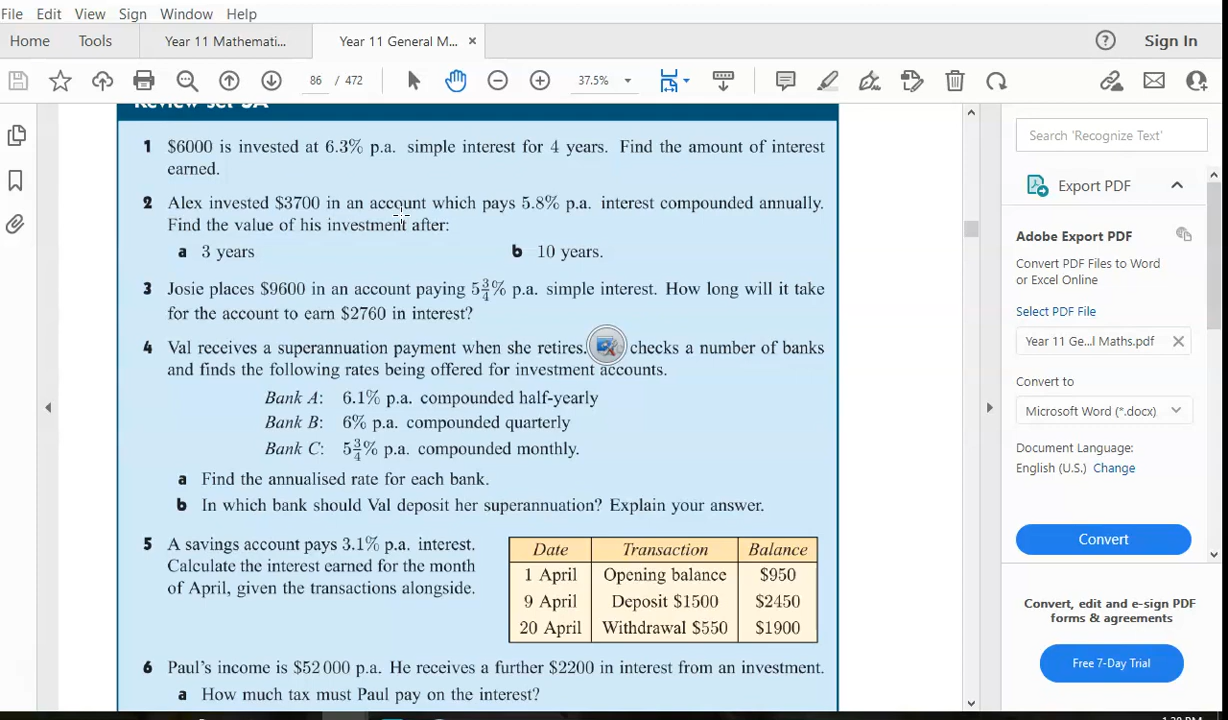 File Edit View Sign Window Help
Home Tools Year 11 Mathemati... Year 11 General M... × Sign In
86 / 472 37.5%
Review set 3A
1 $6000 is invested at 6.3% p.a. simple interest for 4 years. Find the amount of interest
earned.
2 Alex invested $3700 in an account which pays 5.8% p.a. interest compounded annually.
Find the value of his investment after:
a 3 years b 10 years.
3 Josie places $9600 in an account paying 5¾% p.a. simple interest. How long will it take
for the account to earn $2760 in interest?
4 Val receives a superannuation payment when she retires. checks a number of banks
and finds the following rates being offered for investment accounts.
Bank A: 6.1% p.a. compounded half-yearly
Bank B: 6% p.a. compounded quarterly
Bank C: 5¾% p.a. compounded monthly.
a Find the annualised rate for each bank.
b In which bank should Val deposit her superannuation? Explain your answer.
5 A savings account pays 3.1% p.a. interest.
Calculate the interest earned for the month
of April, given the transactions alongside.
Date Transaction Balance
1 April Opening balance $950
9 April Deposit $1500 $2450
20 April Withdrawal $550 $1900
6 Paul's income is $52 000 p.a. He receives a further $2200 in interest from an investment.
a How much tax must Paul pay on the interest?
Search 'Recognize Text'
Export PDF
Adobe Export PDF
Convert PDF Files to Word
or Excel Online
Select PDF File
Year 11 Ge...l Maths.pdf ×
Convert to
Microsoft Word (*.docx)
Document Language:
English (U.S.) Change
Convert
Convert, edit and e-sign PDF
forms & agreements
Free 7-Day Trial